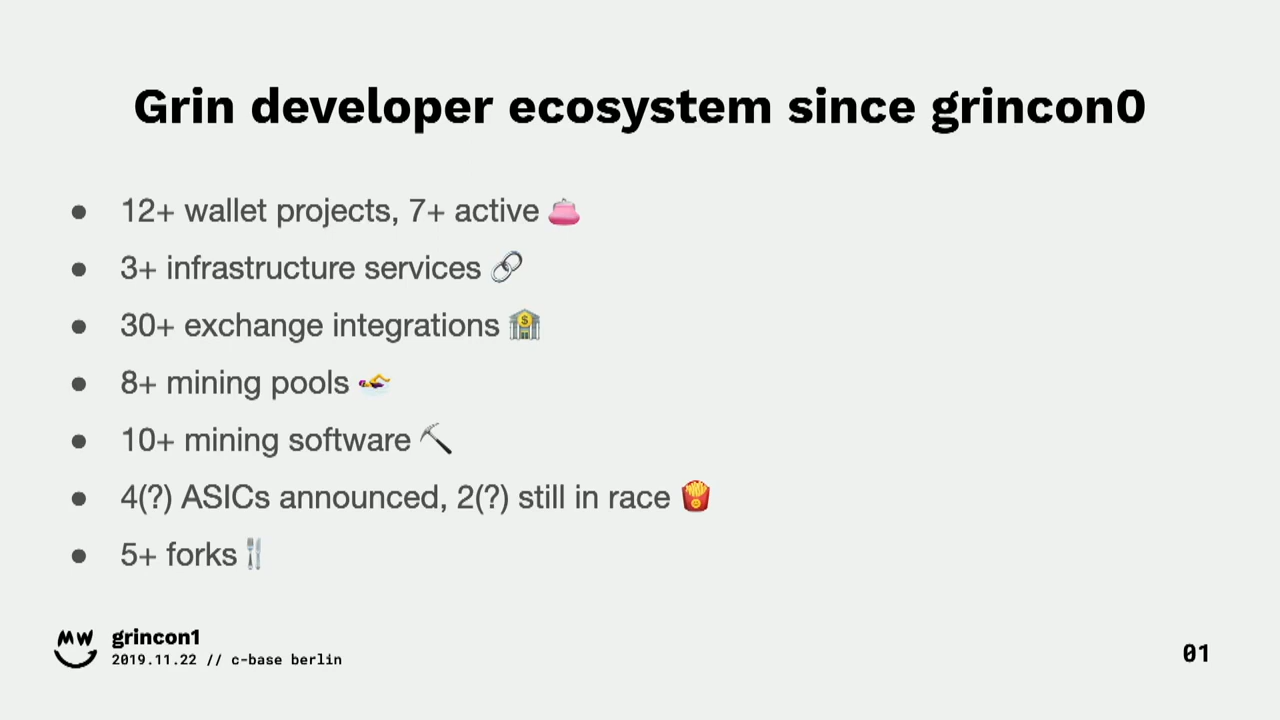 Grin developer ecosystem since grincon0
● 12+ wallet projects, 7+ active 👛
● 3+ infrastructure services 🔗
● 30+ exchange integrations 🏦
● 8+ mining pools 🏊
● 10+ mining software ⛏️
● 4(?) ASICs announced, 2(?) still in race 🍟
● 5+ forks 🍴
MW
grincon1
2019.11.22 // c-base berlin
01